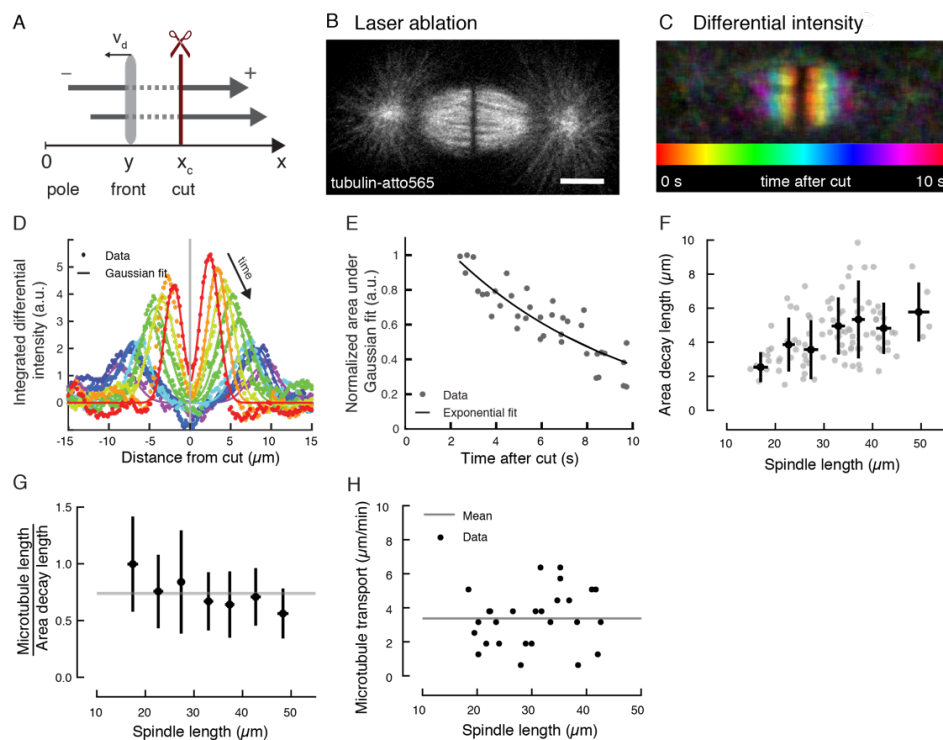 A
v_d
−
+
0
y
x_c
x
pole
front
cut
B
Laser ablation
tubulin-atto565
C
Differential intensity
0 s
time after cut
10 s
D
Data
Gaussian fit
time
Integrated differential
intensity (a.u.)
5
4
3
2
1
0
-15
-10
-5
0
5
10
15
Distance from cut (µm)
E
Normalized area under
Gaussian fit (a.u.)
1
0.8
0.6
0.4
0.2
0
0
2
4
6
8
10
Data
Exponential fit
Time after cut (s)
F
Area decay length (µm)
10
8
6
4
2
0
10
20
30
40
50
Spindle length (µm)
G
Microtubule length
Area decay length
1.5
1.0
0.5
0.0
10
20
30
40
50
Spindle length (µm)
H
Microtubule transport (µm/min)
10
8
6
4
2
0
Mean
Data
10
20
30
40
50
Spindle length (µm)